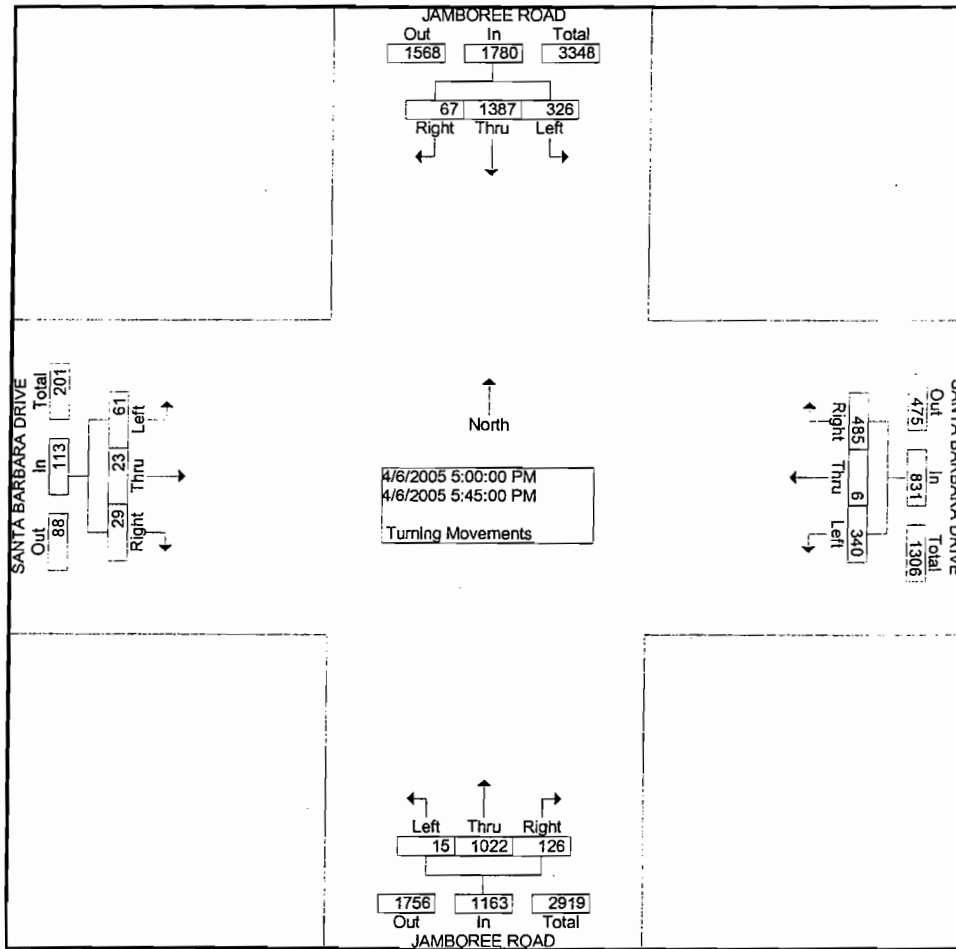 JAMBOREE ROAD
Out In Total
1568 1780 3348
67 1387 326
Right Thru Left
North
4/6/2005 5:00:00 PM
4/6/2005 5:45:00 PM
Turning Movements
SANTA BARBARA DRIVE
Total In Out
201 113 88
61 23 29
Left Thru Right
Right Thru Left
485 6 340
475 831 1306
Out In Total
SANTA BARBARA DRIVE
Left Thru Right
15 1022 126
1756 1163 2919
Out In Total
JAMBOREE ROAD